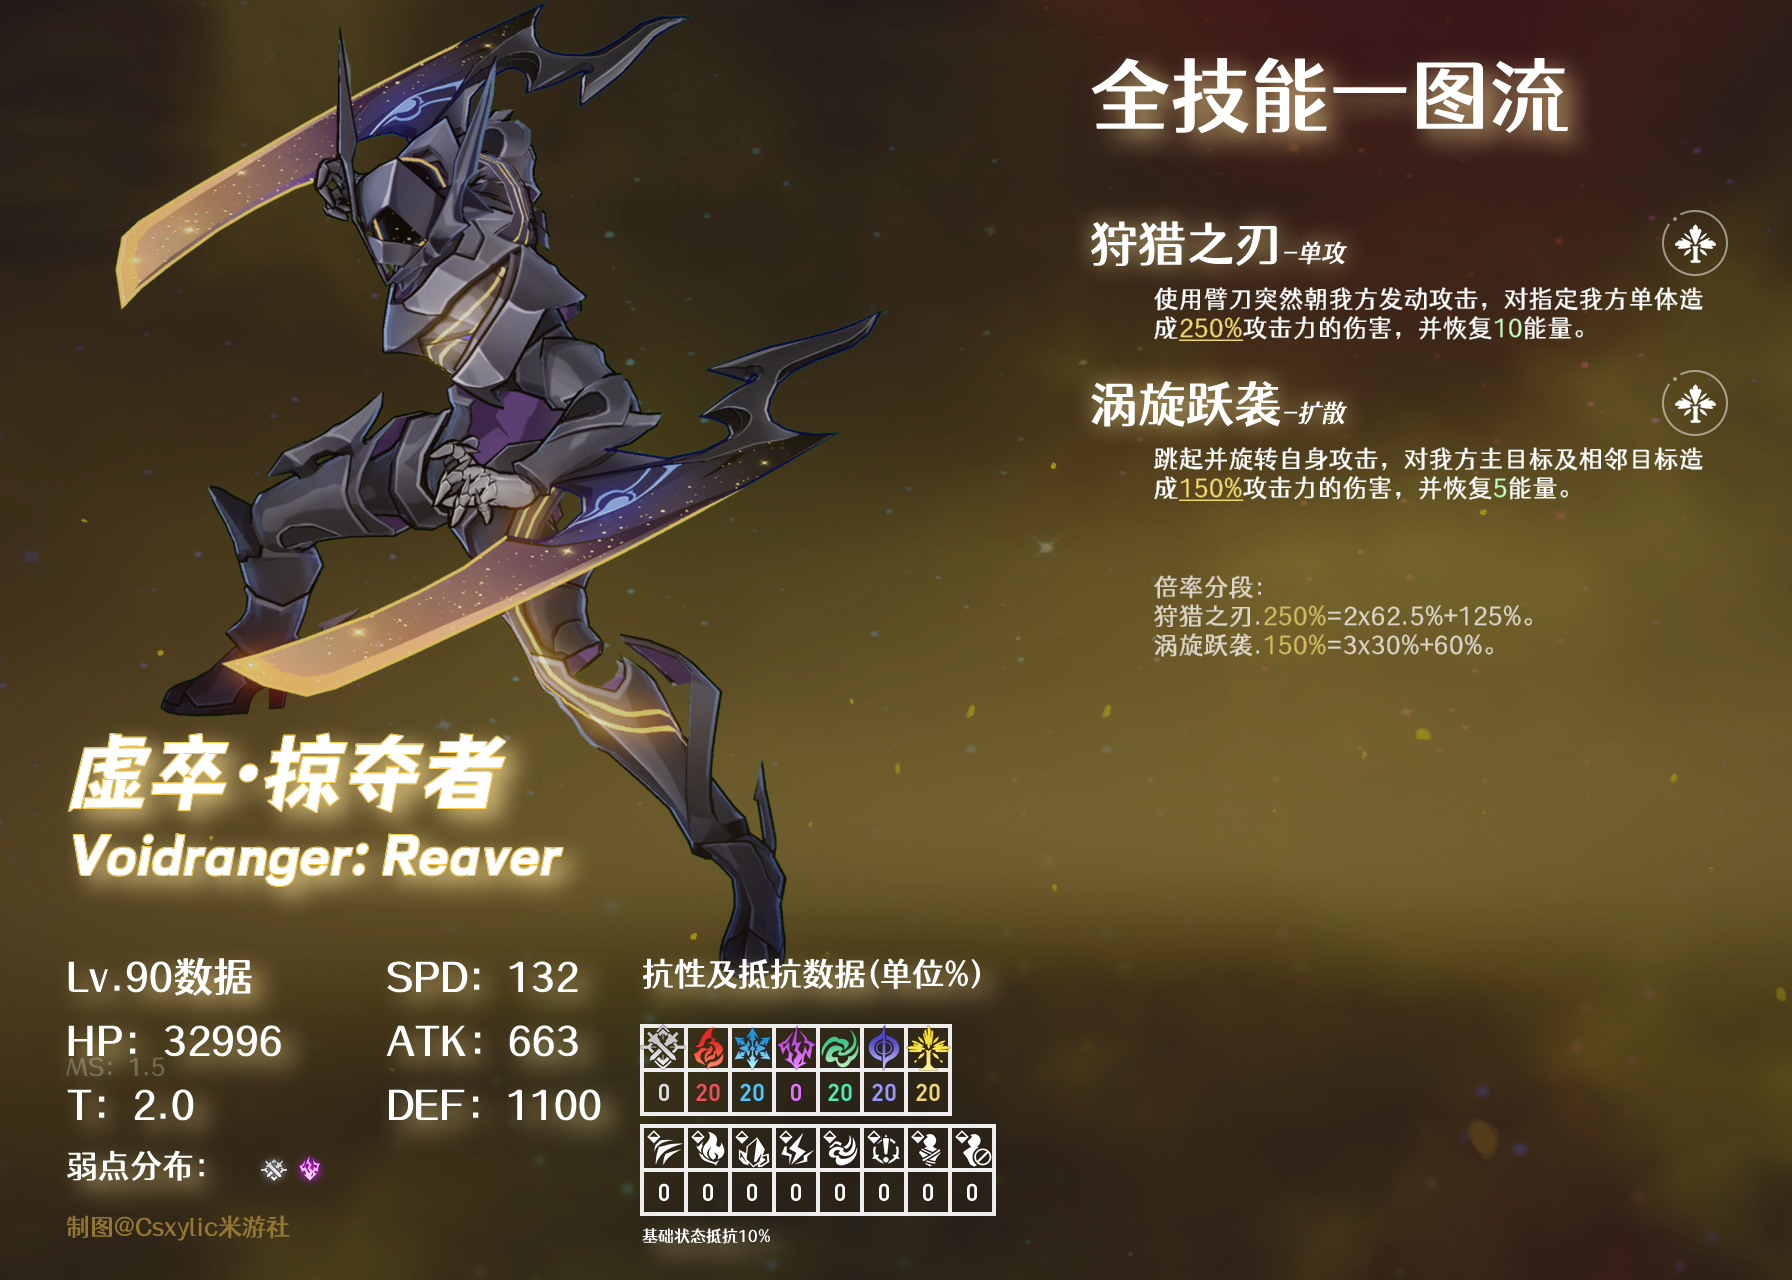 全技能一图流
狩猎之刃-单攻
使用臂刀突然朝我方发动攻击，对指定我方单体造
成250%攻击力的伤害，并恢复10能量。
涡旋跃袭-扩散
跳起并旋转自身攻击，对我方主目标及相邻目标造
成150%攻击力的伤害，并恢复5能量。
倍率分段：
狩猎之刃.250%=2x62.5%+125%。
涡旋跃袭.150%=3x30%+60%。
虚卒·掠夺者
Voidranger: Reaver
Lv.90数据
SPD：132
HP：32996
ATK：663
MS：1.5
T：2.0
DEF：1100
弱点分布：
制图@Csxylic米游社
抗性及抵抗数据(单位%)
0 20 20 0 20 20 20
0 0 0 0 0 0 0 0
基础状态抵抗10%